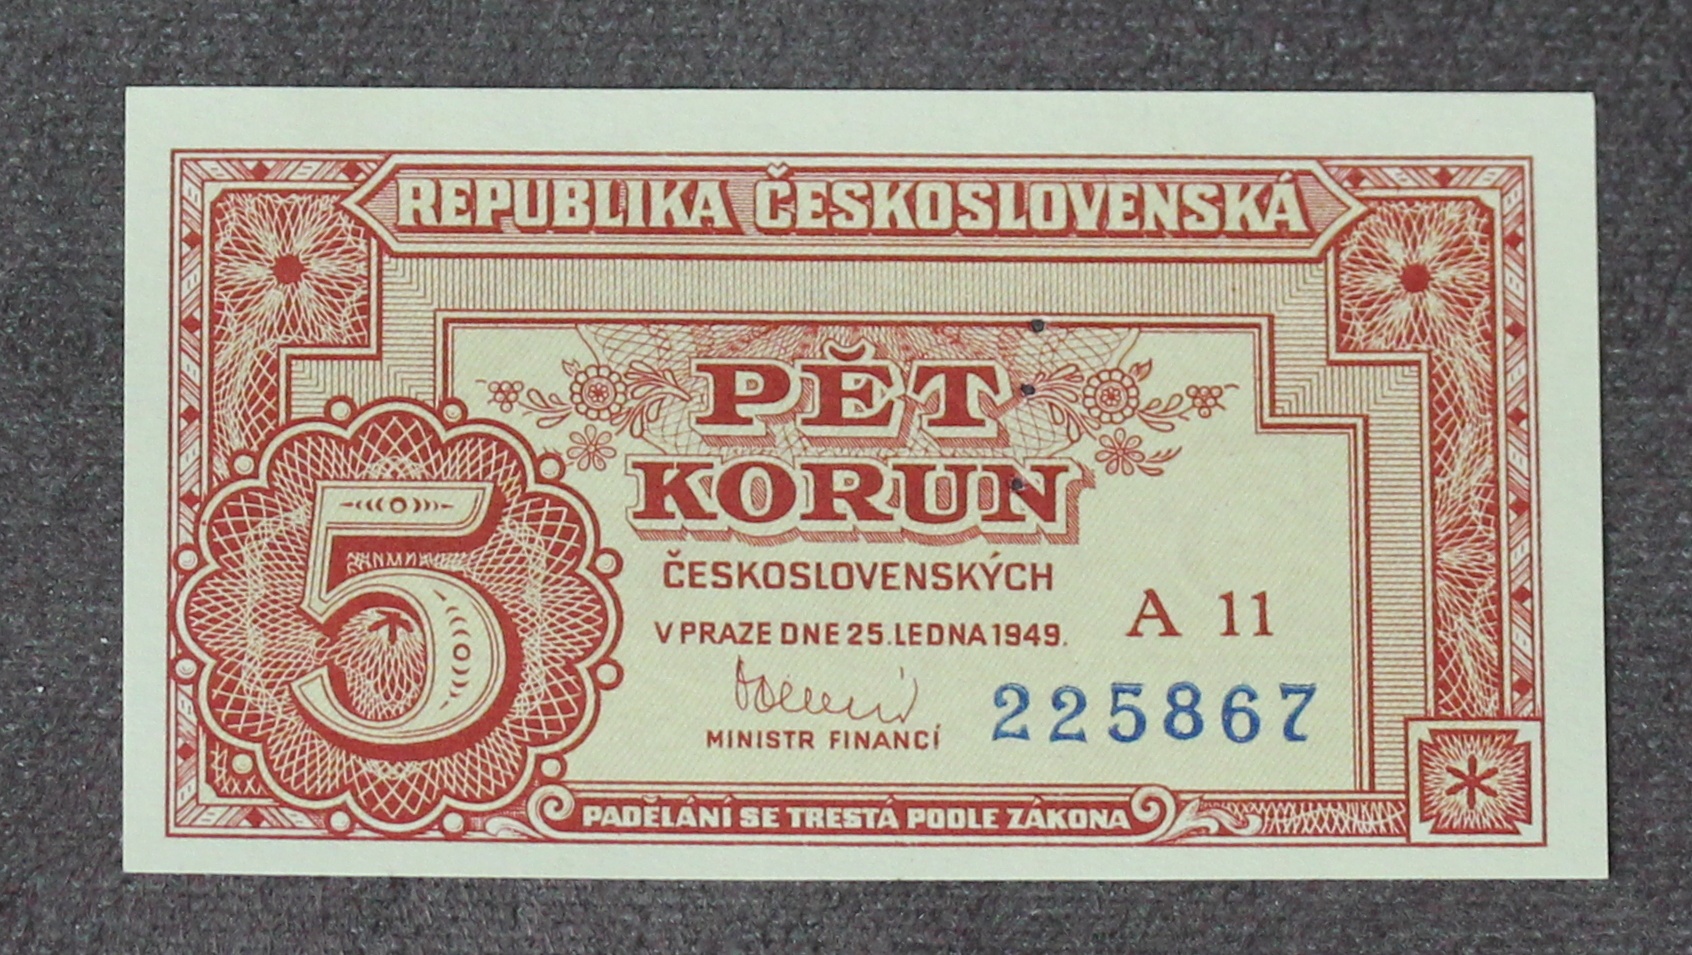 REPUBLIKA ČESKOSLOVENSKÁ
PĚT
KORUN
5
ČESKOSLOVENSKÝCH
V PRAZE DNE 25. LEDNA 1949.
A 11
225867
MINISTR FINANCÍ
PADĚLÁNÍ SE TRESTÁ PODLE ZÁKONA